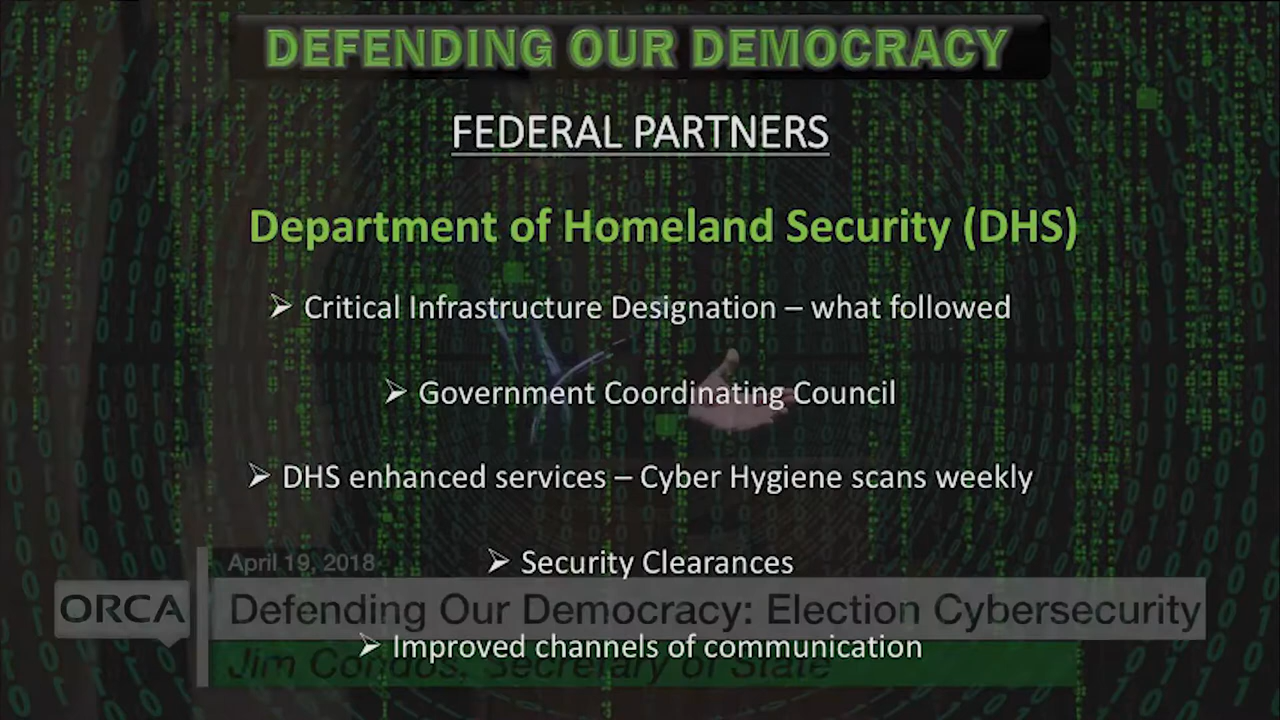 DEFENDING OUR DEMOCRACY
FEDERAL PARTNERS
Department of Homeland Security (DHS)
➢ Critical Infrastructure Designation – what followed
➢ Government Coordinating Council
➢ DHS enhanced services – Cyber Hygiene scans weekly
➢ Security Clearances
April 19, 2018
ORCA
Defending Our Democracy: Election Cybersecurity
➢ Improved channels of communication
Jim Condos, Secretary of State